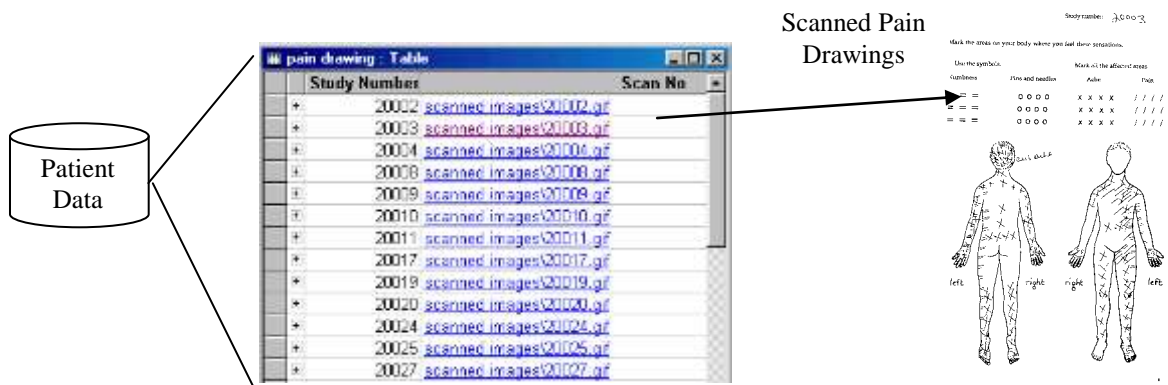 Patient
Data
pain drawing : Table
Study Number Scan No
+ 20002 scanned images\20002.gif
+ 20003 scanned images\20003.gif
+ 20004 scanned images\20004.gif
+ 20008 scanned images\20008.gif
+ 20009 scanned images\20009.gif
+ 20010 scanned images\20010.gif
+ 20011 scanned images\20011.gif
+ 20017 scanned images\20017.gif
+ 20019 scanned images\20019.gif
+ 20020 scanned images\20020.gif
+ 20024 scanned images\20024.gif
+ 20025 scanned images\20025.gif
+ 20027 scanned images\20027.gif
Scanned Pain
Drawings
Study number: 20003
Mark the areas on your body where you feel these sensations.
Use the symbols. Mark all the affected areas
Numbness Pins and needles Ache Pain
= = = o o o o x x x x / / / /
= = = o o o o x x x x / / / /
= = = o o o o x x x x / / / /
left right right left